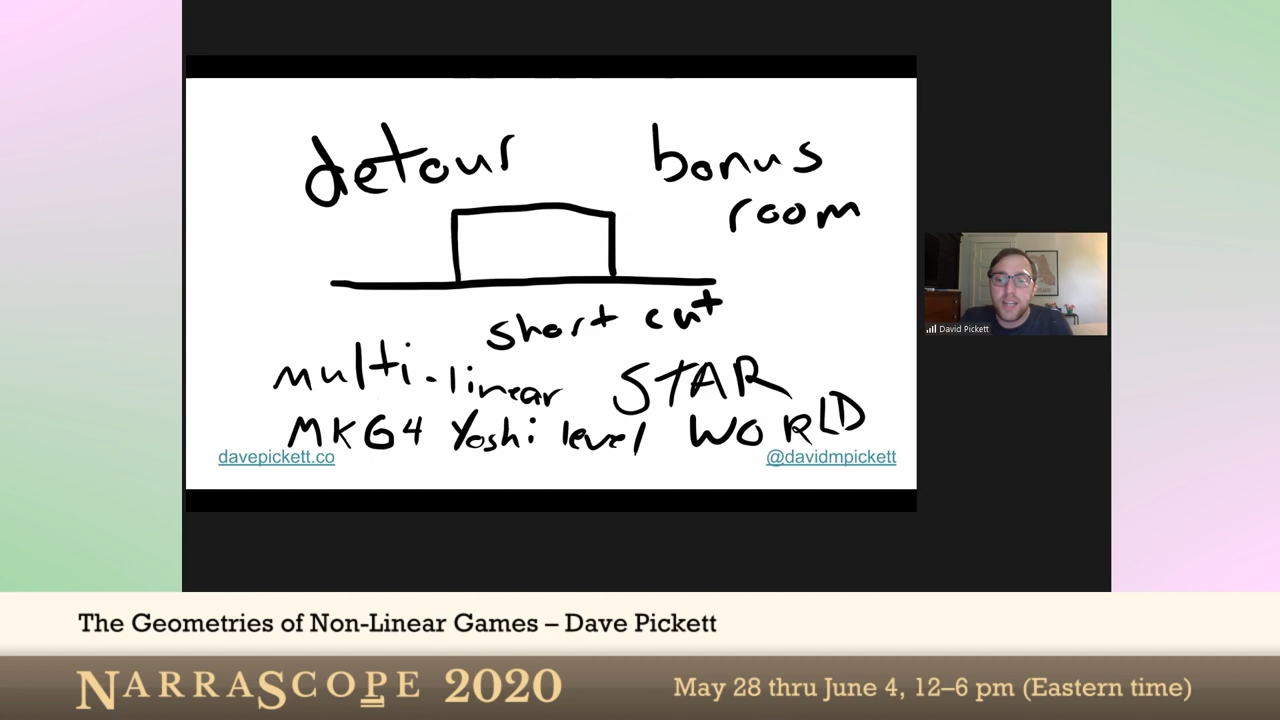 detour
bonus
room
short cut
multi-linear STAR
MKG4 Yoshi level WORLD
davepickett.co
@davidmpickett
David Pickett
The Geometries of Non-Linear Games – Dave Pickett
NARRASCOPE 2020
May 28 thru June 4, 12–6 pm (Eastern time)